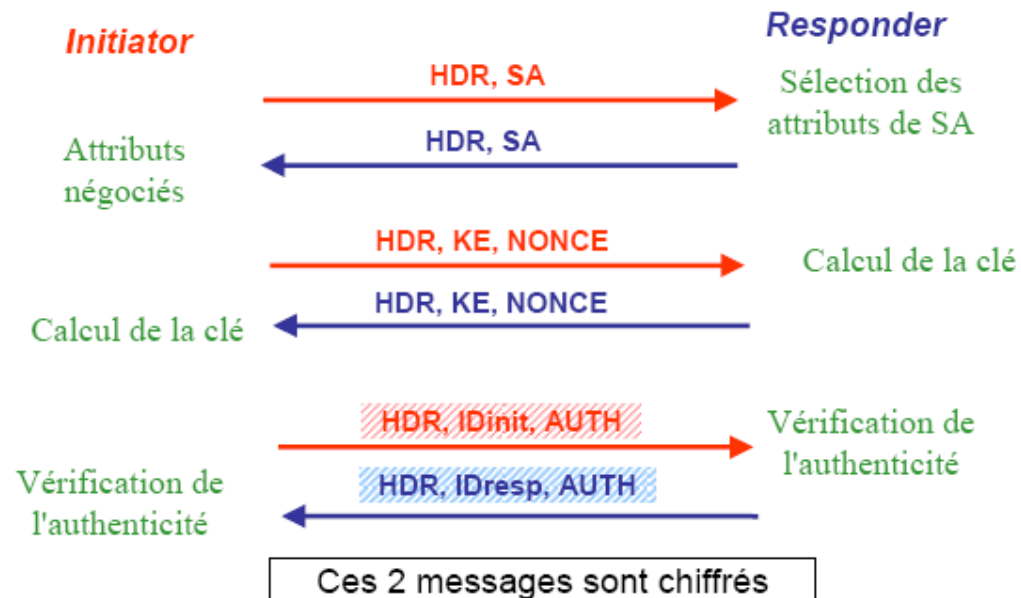 Initiator
Responder
HDR, SA
Sélection des
attributs de SA
HDR, SA
Attributs
négociés
HDR, KE, NONCE
Calcul de la clé
HDR, KE, NONCE
Calcul de la clé
HDR, IDinit, AUTH
Vérification de
l'authenticité
HDR, IDresp, AUTH
Vérification de
l'authenticité
Ces 2 messages sont chiffrés